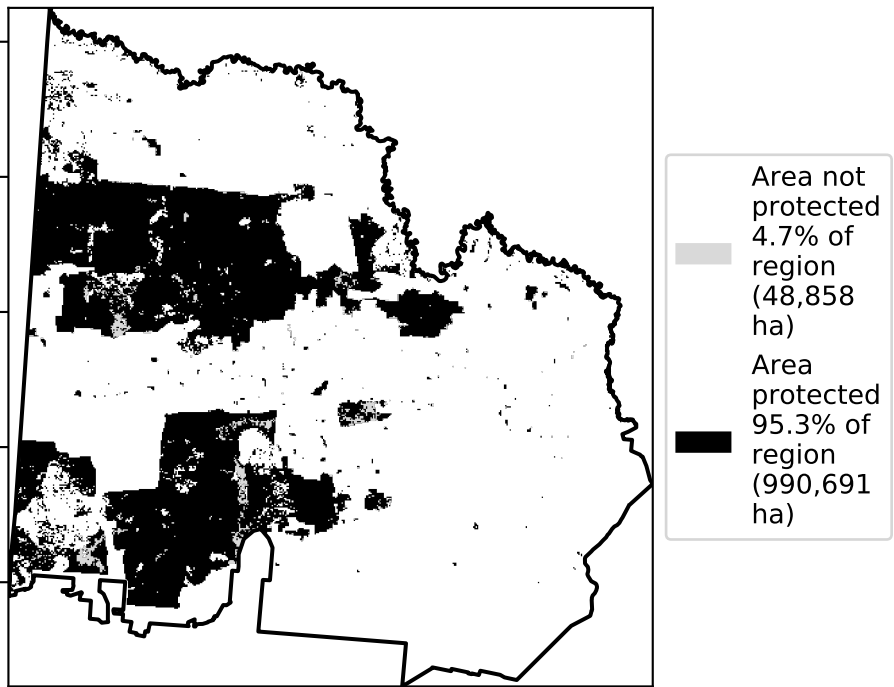 Area not
protected
4.7% of
region
(48,858
ha)
Area
protected
95.3% of
region
(990,691
ha)